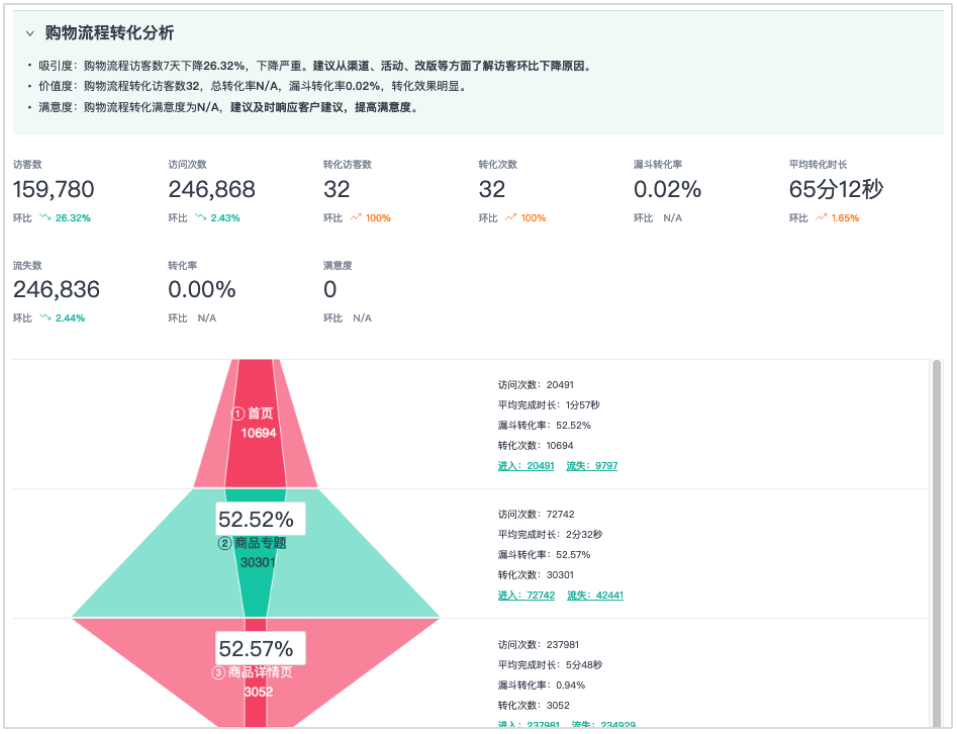 购物流程转化分析
• 吸引度：购物流程访客数7天下降26.32%，下降严重。建议从渠道、活动、改版等方面了解访客环比下降原因。
• 价值度：购物流程转化访客数32，总转化率N/A，漏斗转化率0.02%，转化效果明显。
• 满意度：购物流程转化满意度为N/A，建议及时响应客户建议，提高满意度。
访客数 访问次数 转化访客数 转化次数 漏斗转化率 平均转化时长
159,780 246,868 32 32 0.02% 65分12秒
环比 26.32% 环比 2.43% 环比 100% 环比 100% 环比 N/A 环比 1.65%
流失数 转化率 满意度
246,836 0.00% 0
环比 2.44% 环比 N/A 环比 N/A
① 首页
10694
访问次数：20491
平均完成时长：1分57秒
漏斗转化率：52.52%
转化次数：10694
进入：20491 流失：9797
52.52%
② 商品专题
30301
访问次数：72742
平均完成时长：2分32秒
漏斗转化率：52.57%
转化次数：30301
进入：72742 流失：42441
52.57%
③ 商品详情页
3052
访问次数：237981
平均完成时长：5分48秒
漏斗转化率：0.94%
转化次数：3052
进入：237981 流失：234929